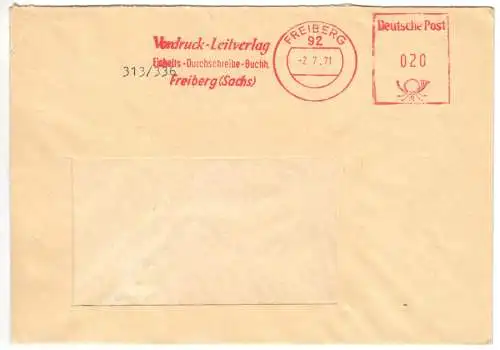 Vordruck-Leitverlag
Einheits-Durchschreibe-Buchh.
313/336
Freiberg (Sachs)
FREIBERG
92
-2.7.71
Deutsche Post
020